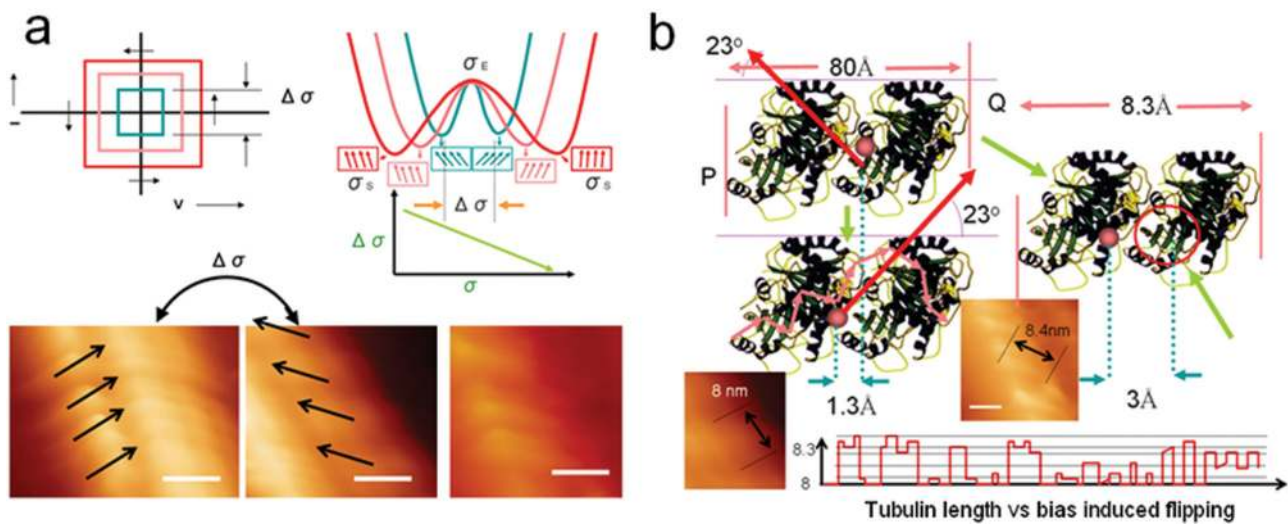 a
Δ σ
I
V
σ E
σ s
σ s
Δ σ
Δ σ
σ
Δ σ
b
23°
80Å
Q
8.3Å
P
23°
8.4nm
8 nm
1.3Å
3Å
8.3
8
Tubulin length vs bias induced flipping